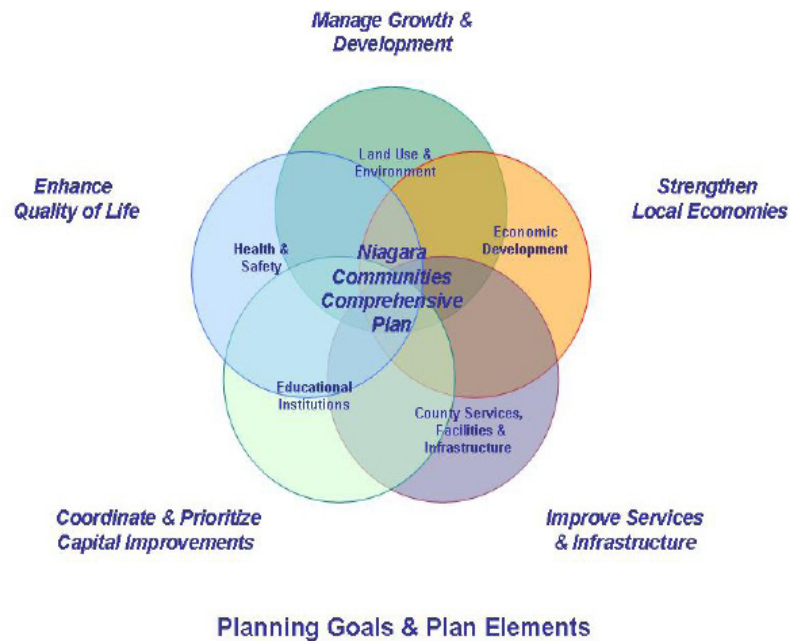 Manage Growth &
Development
Land Use &
Environment
Enhance
Quality of Life
Strengthen
Local Economies
Economic
Development
Health &
Safety
Niagara
Communities
Comprehensive
Plan
Educational
Institutions
County Services,
Facilities &
Infrastructure
Coordinate & Prioritize
Capital Improvements
Improve Services
& Infrastructure
Planning Goals & Plan Elements